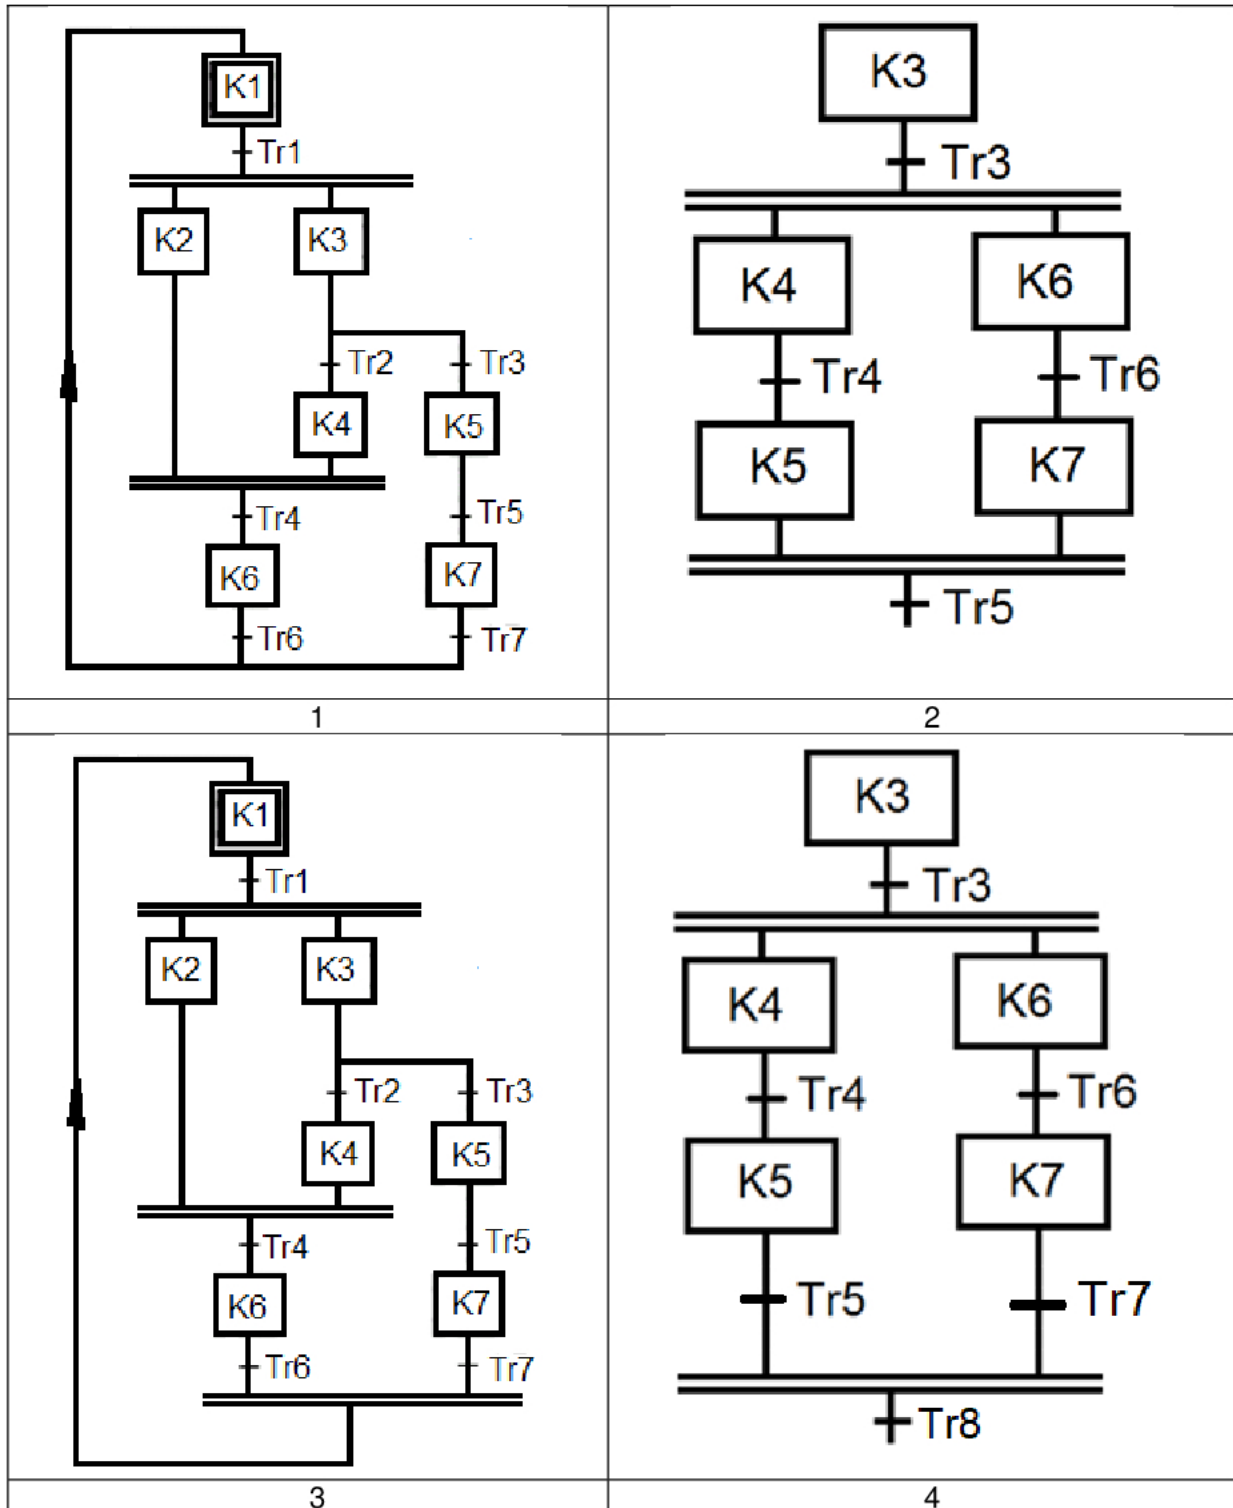 K1
Tr1
K2 K3
Tr2 Tr3
K4 K5
Tr4 Tr5
K6 K7
Tr6 Tr7
1
K3
Tr3
K4 K6
Tr4 Tr6
K5 K7
Tr5
2
K1
Tr1
K2 K3
Tr2 Tr3
K4 K5
Tr4 Tr5
K6 K7
Tr6 Tr7
3
K3
Tr3
K4 K6
Tr4 Tr6
K5 K7
Tr5 Tr7
Tr8
4